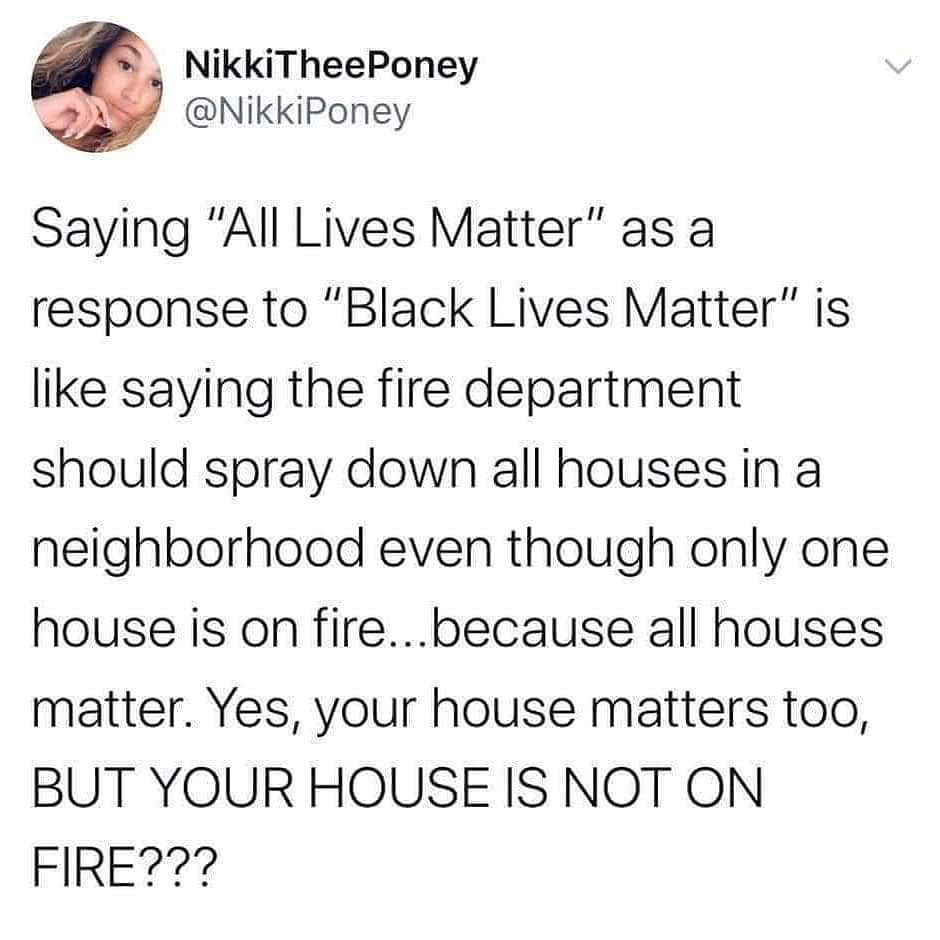 NikkiTheePoney
@NikkiPoney
Saying "All Lives Matter" as a
response to "Black Lives Matter" is
like saying the fire department
should spray down all houses in a
neighborhood even though only one
house is on fire...because all houses
matter. Yes, your house matters too,
BUT YOUR HOUSE IS NOT ON
FIRE???